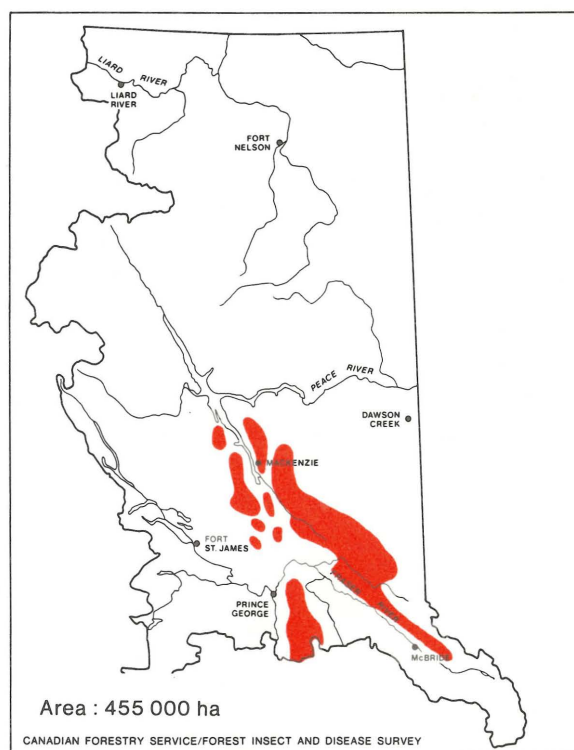 LIARD RIVER
LIARD
RIVER
FORT
NELSON
PEACE RIVER
DAWSON
CREEK
MACKENZIE
FORT
ST. JAMES
PRINCE
GEORGE
McBRIDE
Area : 455 000 ha
CANADIAN FORESTRY SERVICE/FOREST INSECT AND DISEASE SURVEY